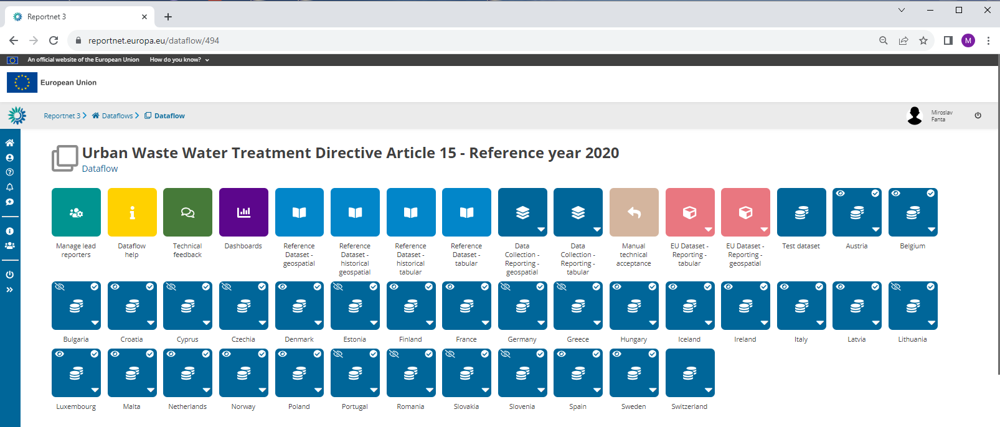 Reportnet 3
reportnet.europa.eu/dataflow/494
M
An official website of the European Union How do you know?
European Union
Reportnet 3 Dataflows Dataflow
Miroslav
Fanta
Urban Waste Water Treatment Directive Article 15 - Reference year 2020
Dataflow
Manage lead
reporters
Dataflow
help
Technical
feedback
Dashboards
Reference
Dataset -
geospatial
Reference
Dataset -
historical
geospatial
Reference
Dataset -
historical
tabular
Reference
Dataset -
tabular
Data
Collection -
Reporting -
geospatial
Data
Collection -
Reporting -
tabular
Manual
technical
acceptance
EU Dataset -
Reporting -
tabular
EU Dataset -
Reporting -
geospatial
Test dataset
Austria
Belgium
Bulgaria
Croatia
Cyprus
Czechia
Denmark
Estonia
Finland
France
Germany
Greece
Hungary
Iceland
Ireland
Italy
Latvia
Lithuania
Luxembourg
Malta
Netherlands
Norway
Poland
Portugal
Romania
Slovakia
Slovenia
Spain
Sweden
Switzerland